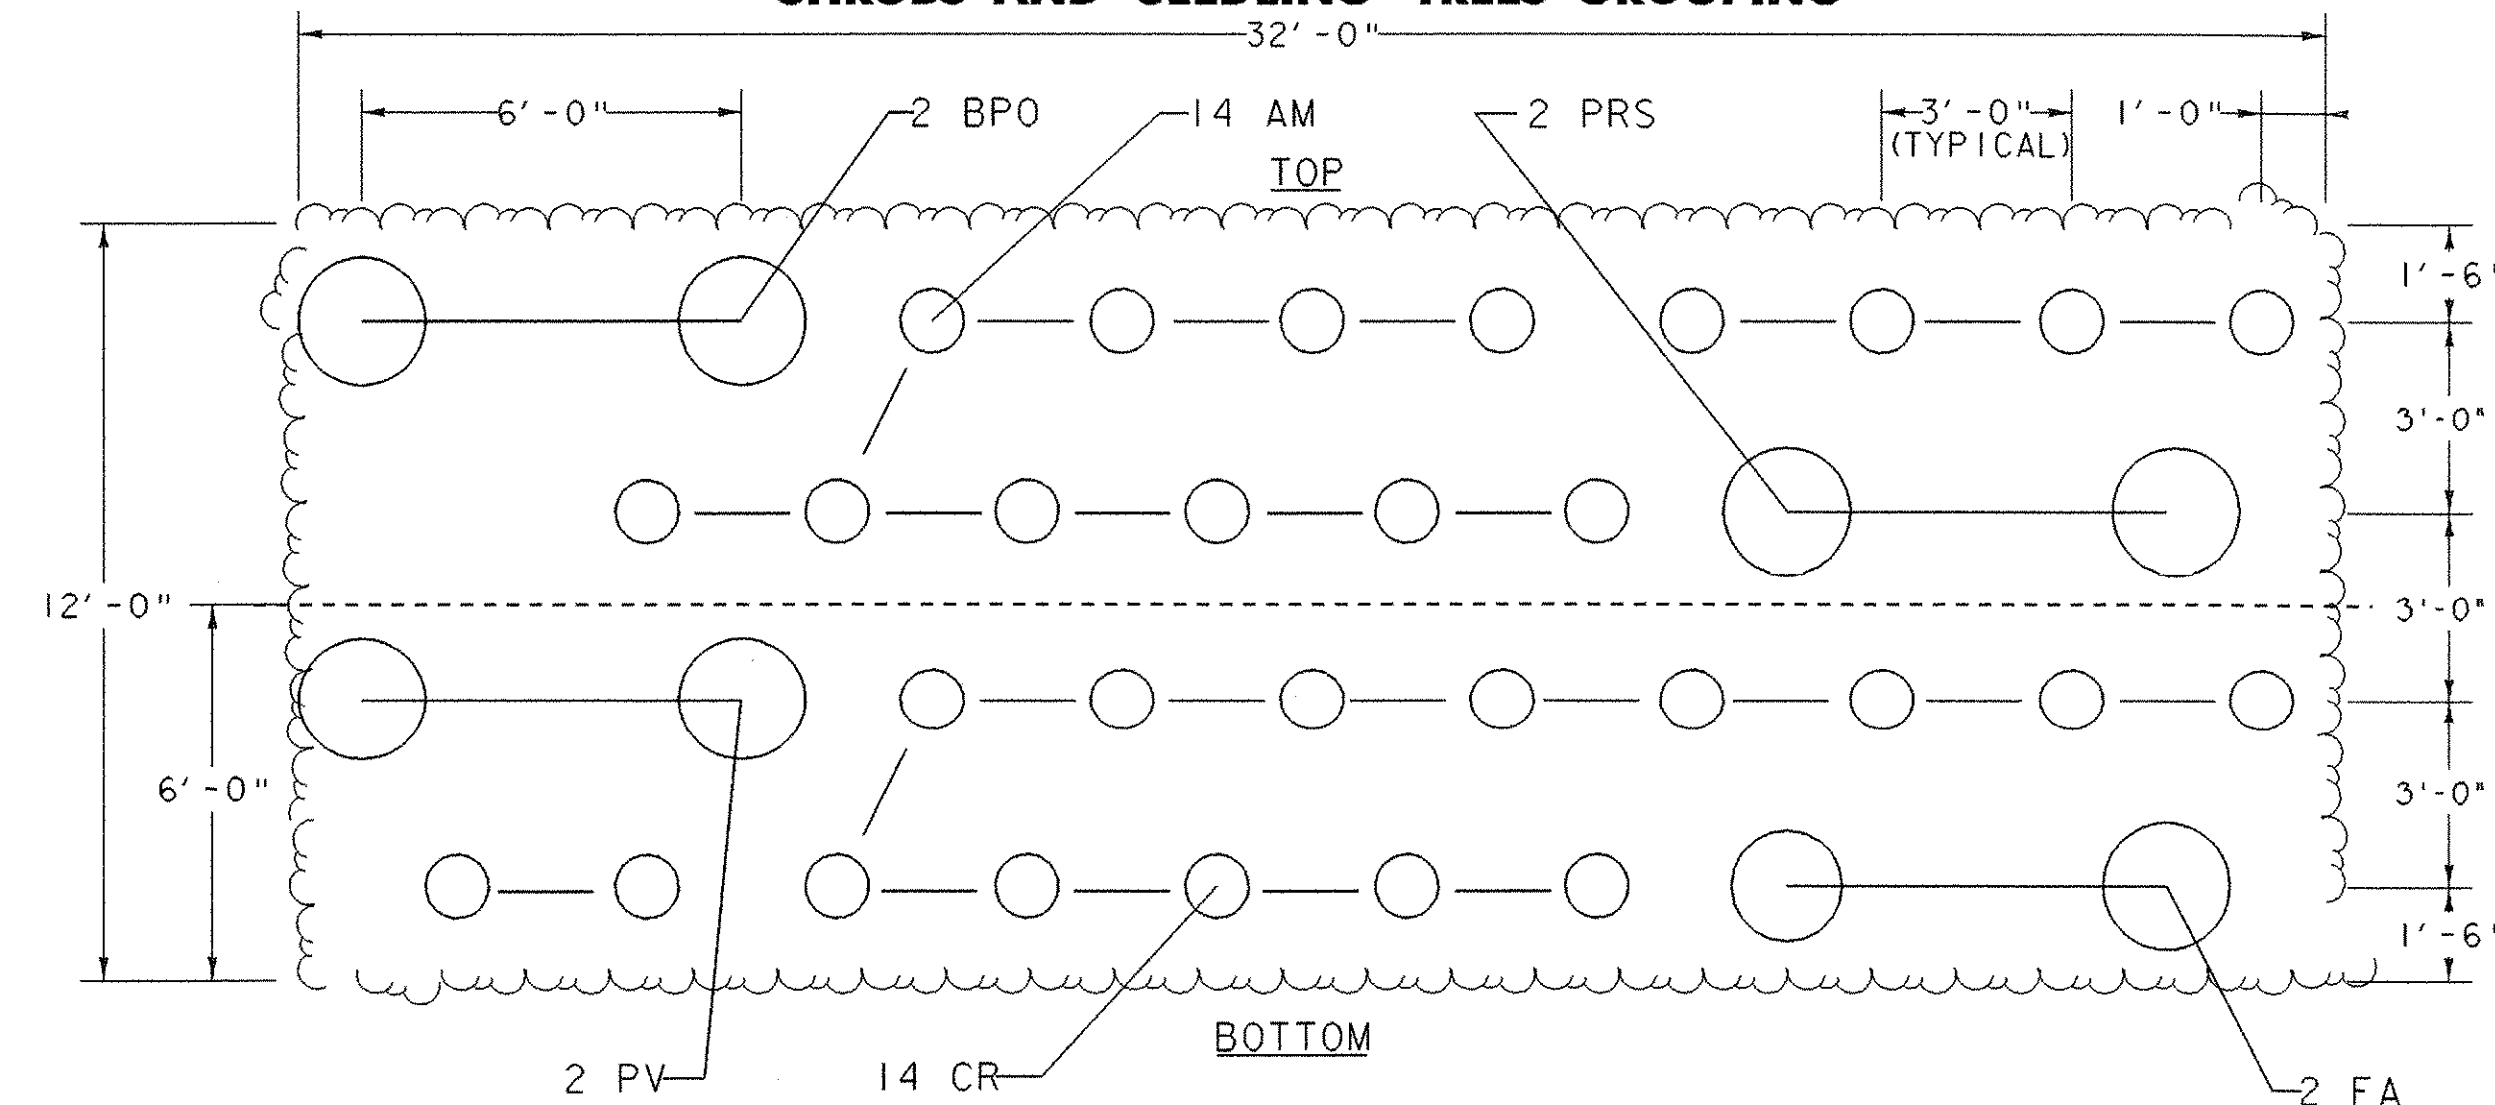 32'-0"
6'-0"
2 BPO
14 AM
2 PRS
3'-0"
(TYPICAL)
1'-0"
TOP
1'-6"
3'-0"
12'-0"
3'-0"
6'-0"
3'-0"
1'-6"
BOTTOM
2 PV
14 CR
2 FA